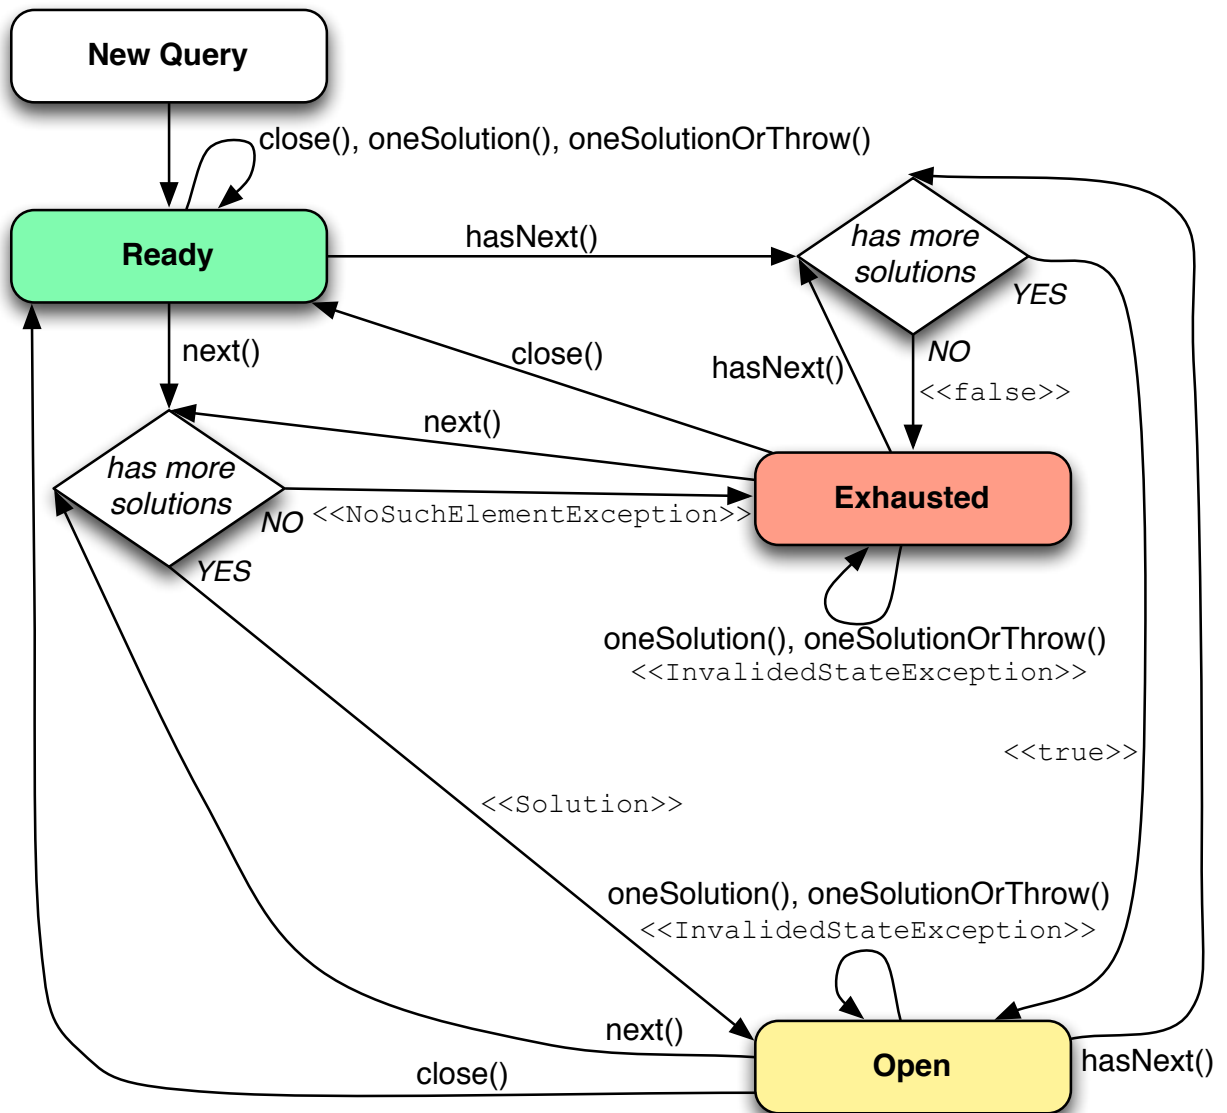 New Query
close(), oneSolution(), oneSolutionOrThrow()
Ready
hasNext()
has more
solutions
YES
NO
<<false>>
next()
close()
hasNext()
next()
has more
solutions
NO
<<NoSuchElementException>>
YES
Exhausted
oneSolution(), oneSolutionOrThrow()
<<InvalidedStateException>>
<<true>>
<<Solution>>
oneSolution(), oneSolutionOrThrow()
<<InvalidedStateException>>
next()
close()
Open
hasNext()